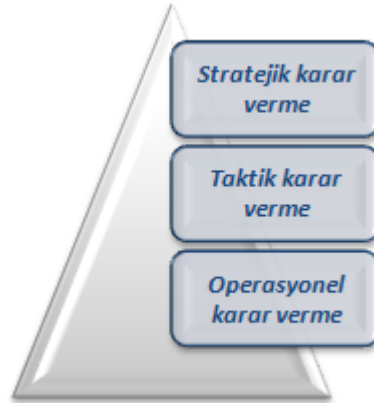 Stratejik karar
verme
Taktik karar
verme
Operasyonel
karar verme